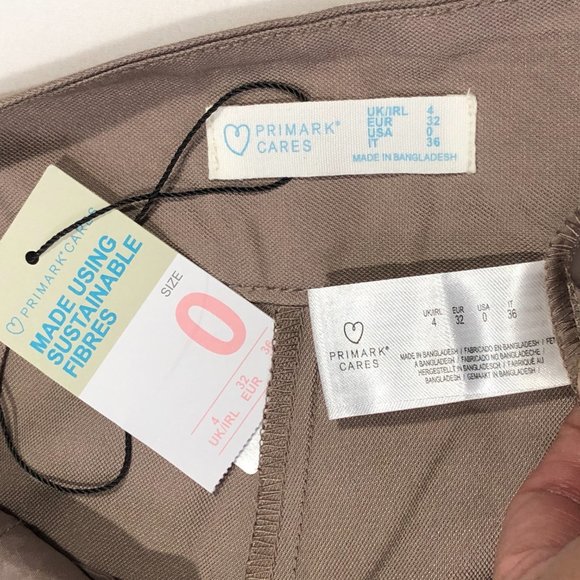 PRIMARK®
CARES
UK/IRL 4
EUR 32
USA 0
IT 36
MADE IN BANGLADESH
PRIMARK®CARES
MADE USING
SUSTAINABLE
FIBRES
SIZE
0
4 32 36
UK/IRL EUR
PRIMARK®
CARES
UK/IRL EUR USA IT
4 32 0 36
MADE IN BANGLADESH / FABRICADO EN BANGLADESH /
A BANGLADESH / FABRICADO NO BANGLADECHE /
HERGESTELLT IN BANGLADESCH / FABRIQUÉ AU
BANGLADESH / GEMAAKT IN BANGLADESH